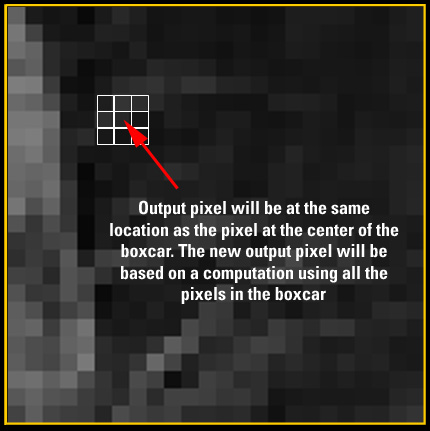 Output pixel will be at the same
location as the pixel at the center of the
boxcar. The new output pixel will be
based on a computation using all the
pixels in the boxcar